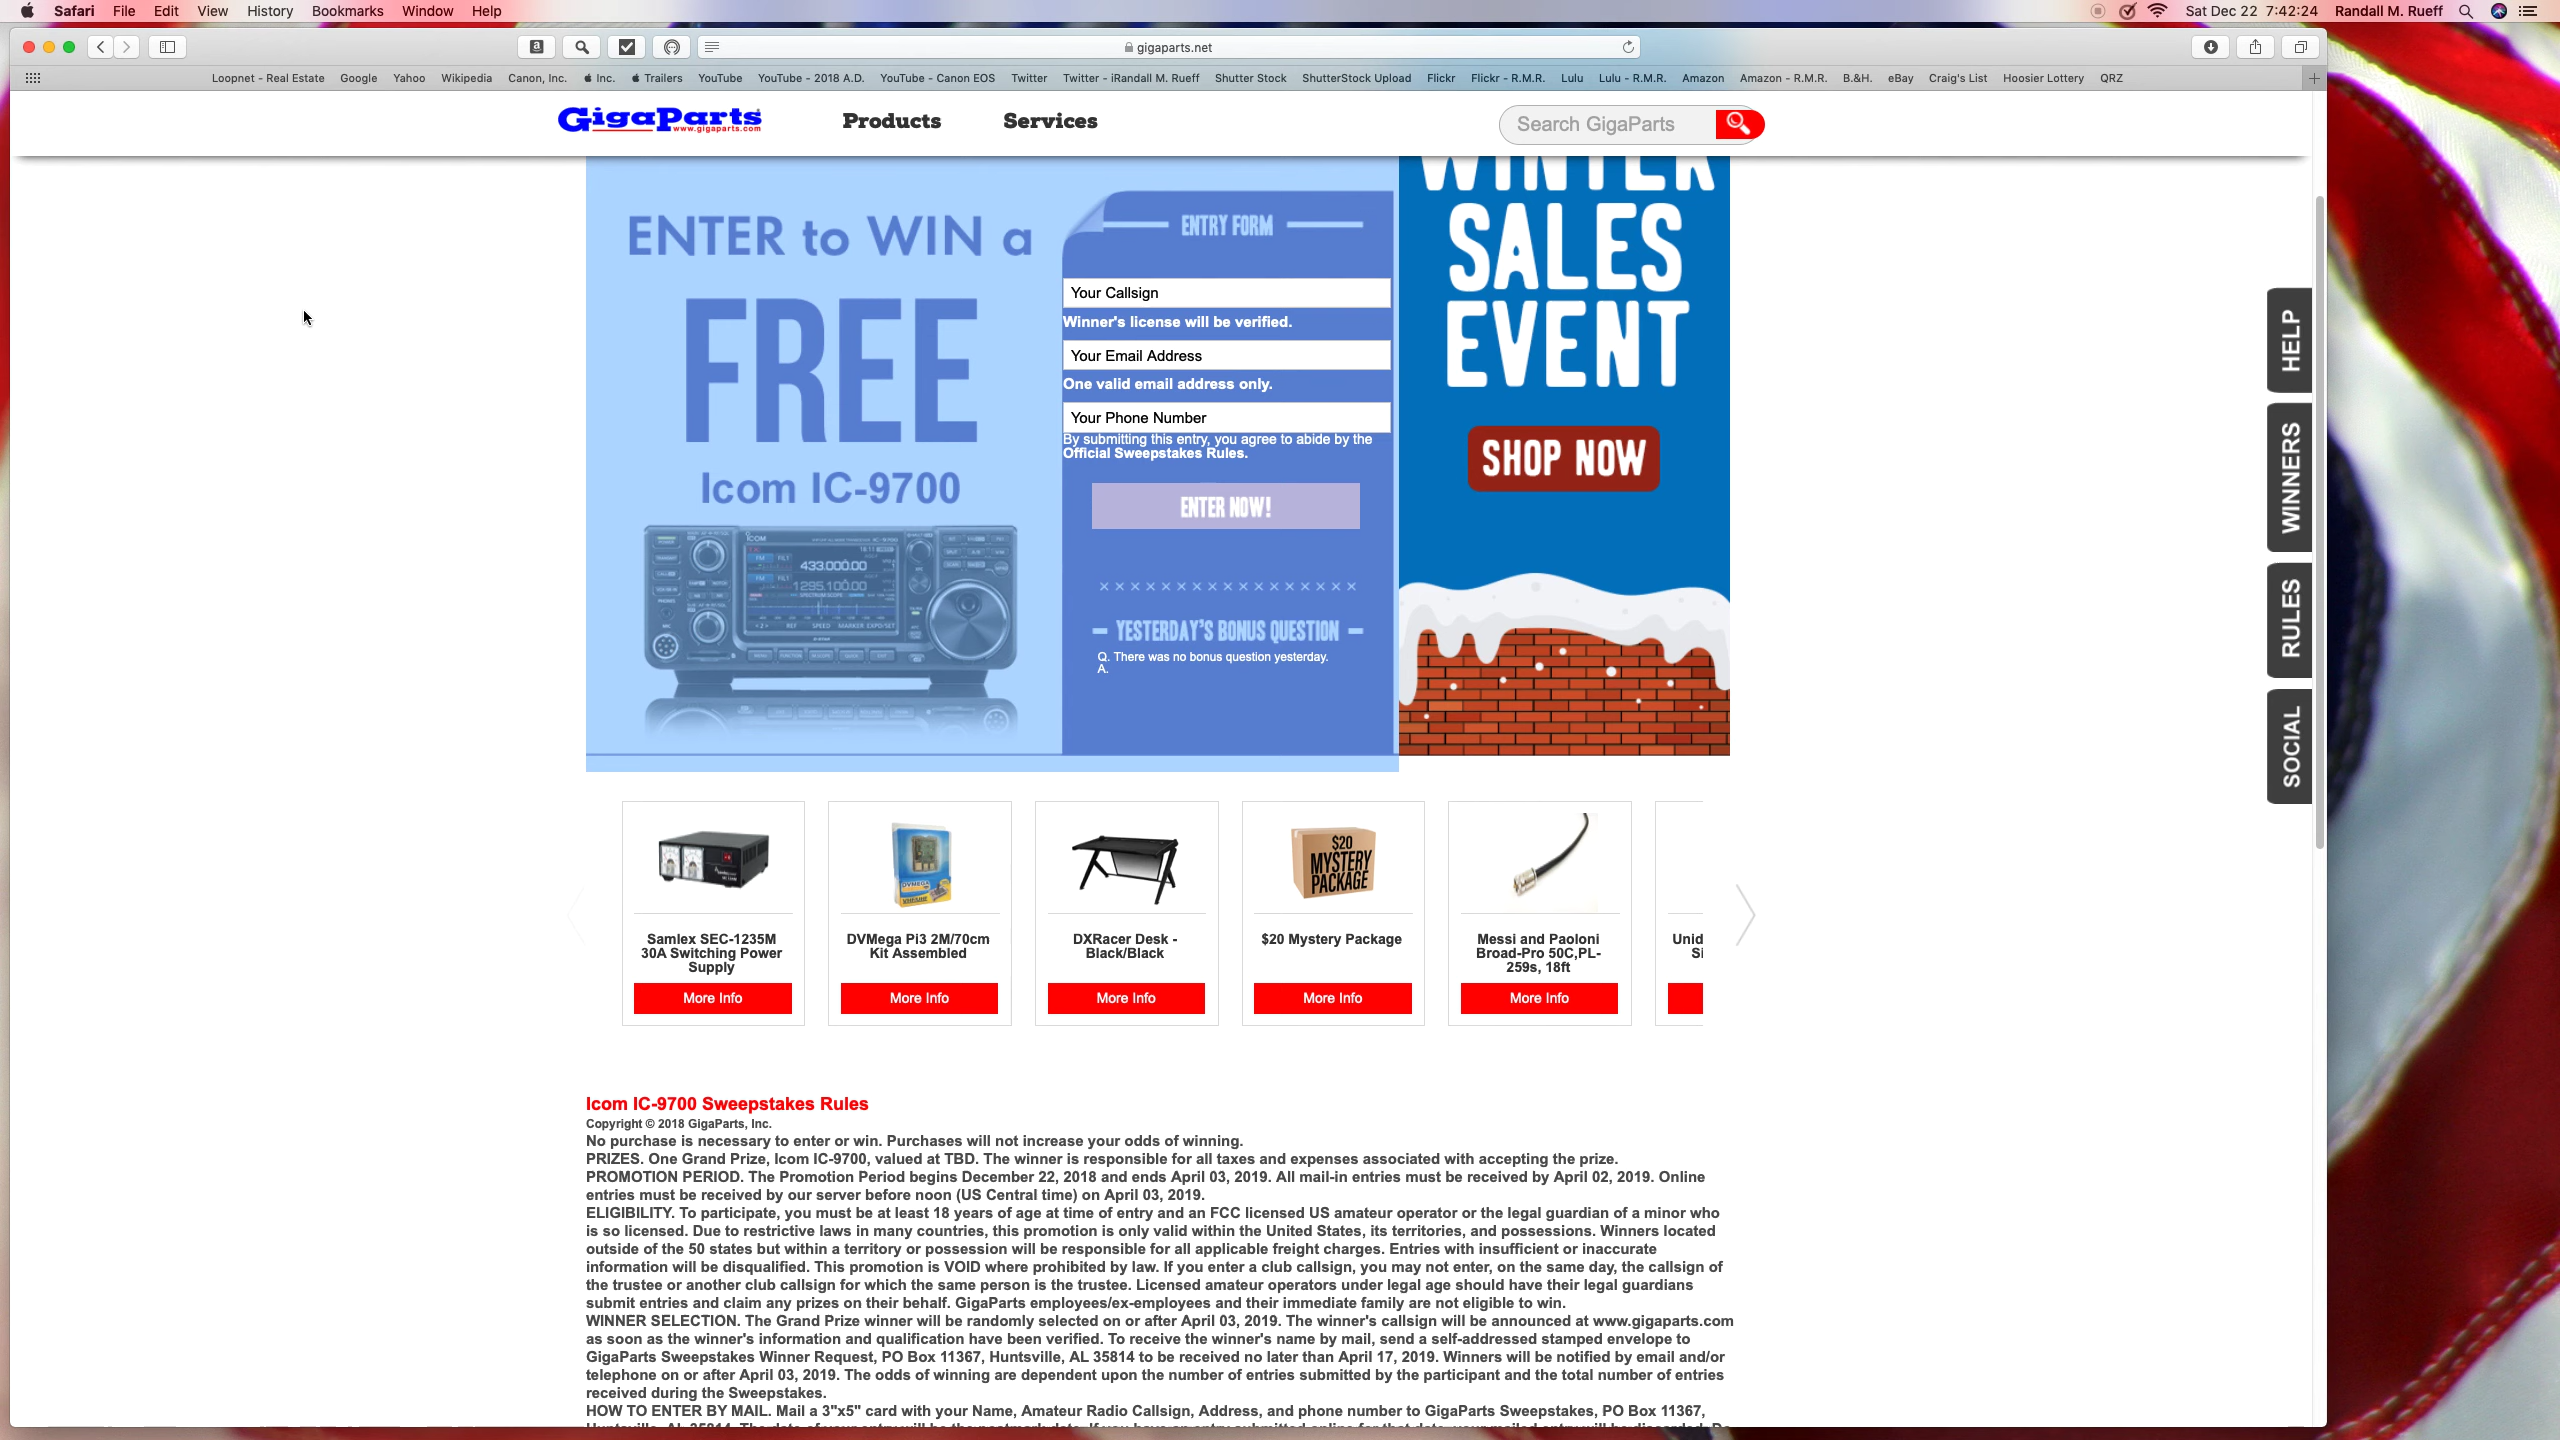 Safari File Edit View History Bookmarks Window Help
Sat Dec 22 7:42:24 Randall M. Rueff
gigaparts.net
Loopnet - Real Estate Google Yahoo Wikipedia Canon, Inc. Inc. Trailers YouTube YouTube - 2018 A.D. YouTube - Canon EOS Twitter Twitter - iRandall M. Rueff Shutter Stock ShutterStock Upload Flickr Flickr - R.M.R. Lulu Lulu - R.M.R. Amazon Amazon - R.M.R. B.&H. eBay Craig's List Hoosier Lottery QRZ
GigaParts
www.gigaparts.com
Products Services
Search GigaParts
ENTER to WIN a
FREE
Icom IC-9700
ICOM IC-9700
433.000.00
1295.100.00
ENTRY FORM
Your Callsign
Winner's license will be verified.
Your Email Address
One valid email address only.
Your Phone Number
By submitting this entry, you agree to abide by the
Official Sweepstakes Rules.
ENTER NOW!
YESTERDAY'S BONUS QUESTION
Q. There was no bonus question yesterday.
A.
WINTER
SALES
EVENT
SHOP NOW
HELP
WINNERS
RULES
SOCIAL
$20
MYSTERY
PACKAGE
Samlex SEC-1235M
30A Switching Power
Supply
More Info
DVMega Pi3 2M/70cm
Kit Assembled
More Info
DXRacer Desk -
Black/Black
More Info
$20 Mystery Package
More Info
Messi and Paoloni
Broad-Pro 50C,PL-
259s, 18ft
More Info
Unid
Si
Icom IC-9700 Sweepstakes Rules
Copyright © 2018 GigaParts, Inc.
No purchase is necessary to enter or win. Purchases will not increase your odds of winning.
PRIZES. One Grand Prize, Icom IC-9700, valued at TBD. The winner is responsible for all taxes and expenses associated with accepting the prize.
PROMOTION PERIOD. The Promotion Period begins December 22, 2018 and ends April 03, 2019. All mail-in entries must be received by April 02, 2019. Online
entries must be received by our server before noon (US Central time) on April 03, 2019.
ELIGIBILITY. To participate, you must be at least 18 years of age at time of entry and an FCC licensed US amateur operator or the legal guardian of a minor who
is so licensed. Due to restrictive laws in many countries, this promotion is only valid within the United States, its territories, and possessions. Winners located
outside of the 50 states but within a territory or possession will be responsible for all applicable freight charges. Entries with insufficient or inaccurate
information will be disqualified. This promotion is VOID where prohibited by law. If you enter a club callsign, you may not enter, on the same day, the callsign of
the trustee or another club callsign for which the same person is the trustee. Licensed amateur operators under legal age should have their legal guardians
submit entries and claim any prizes on their behalf. GigaParts employees/ex-employees and their immediate family are not eligible to win.
WINNER SELECTION. The Grand Prize winner will be randomly selected on or after April 03, 2019. The winner's callsign will be announced at www.gigaparts.com
as soon as the winner's information and qualification have been verified. To receive the winner's name by mail, send a self-addressed stamped envelope to
GigaParts Sweepstakes Winner Request, PO Box 11367, Huntsville, AL 35814 to be received no later than April 17, 2019. Winners will be notified by email and/or
telephone on or after April 03, 2019. The odds of winning are dependent upon the number of entries submitted by the participant and the total number of entries
received during the Sweepstakes.
HOW TO ENTER BY MAIL. Mail a 3"x5" card with your Name, Amateur Radio Callsign, Address, and phone number to GigaParts Sweepstakes, PO Box 11367,